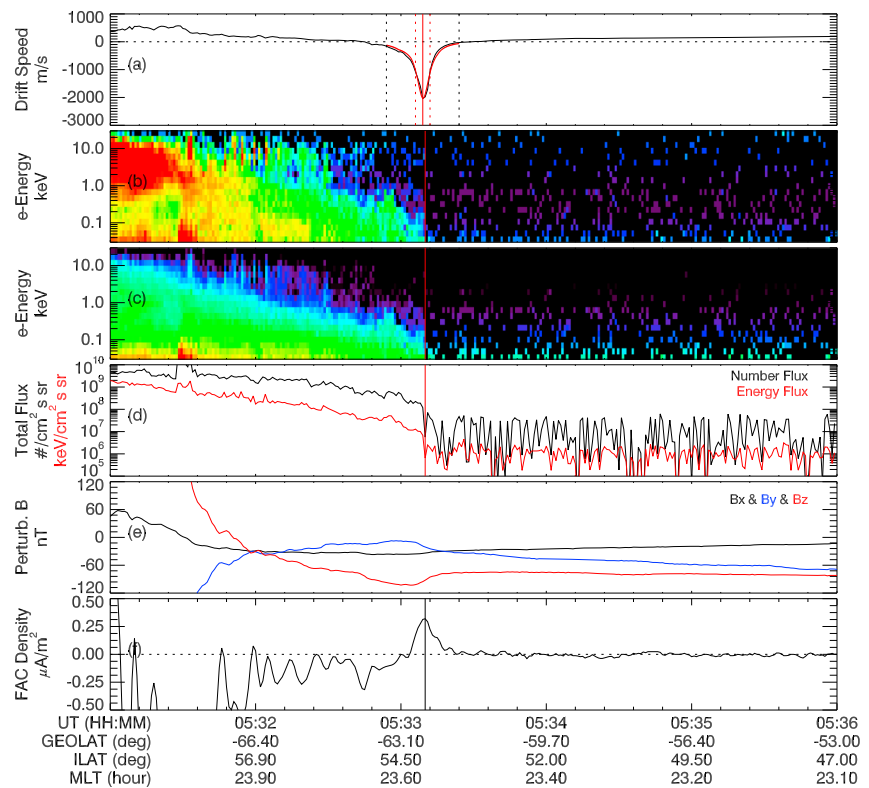 1000
0
-1000
-2000
-3000
Drift Speed
m/s
(a)
10.0
1.0
0.1
e-Energy
keV
(b)
10.0
1.0
0.1
e-Energy
keV
(c)
10^10
10^9
10^8
10^7
10^6
10^5
Total Flux
#/cm^2 s sr
keV/cm^2 s sr
(d)
Number Flux
Energy Flux
120
60
0
-60
-120
Perturb. B
nT
(e)
Bx & By & Bz
0.50
0.25
0.00
-0.25
-0.50
FAC Density
μA/m^2
(f)
UT (HH:MM) 05:32 05:33 05:34 05:35 05:36
GEOLAT (deg) -66.40 -63.10 -59.70 -56.40 -53.00
ILAT (deg) 56.90 54.50 52.00 49.50 47.00
MLT (hour) 23.90 23.60 23.40 23.20 23.10